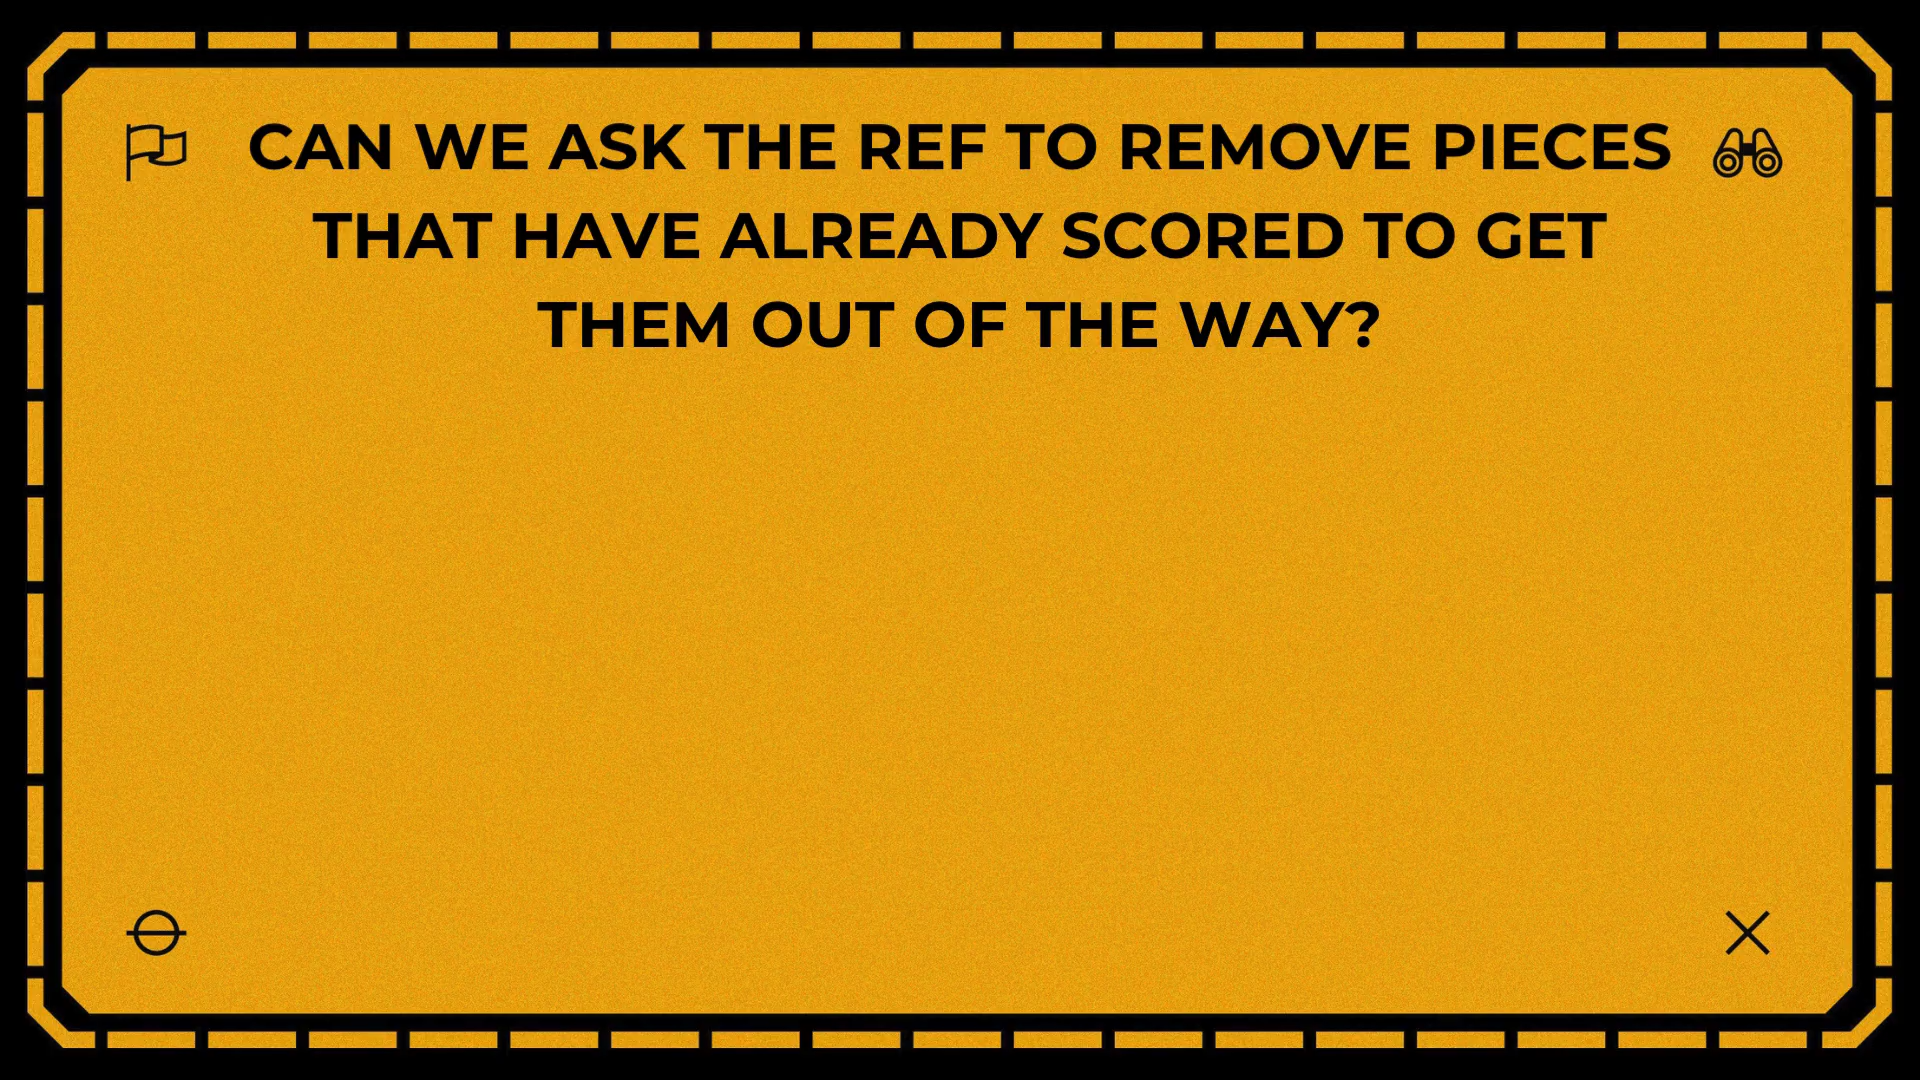 CAN WE ASK THE REF TO REMOVE PIECES
THAT HAVE ALREADY SCORED TO GET
THEM OUT OF THE WAY?